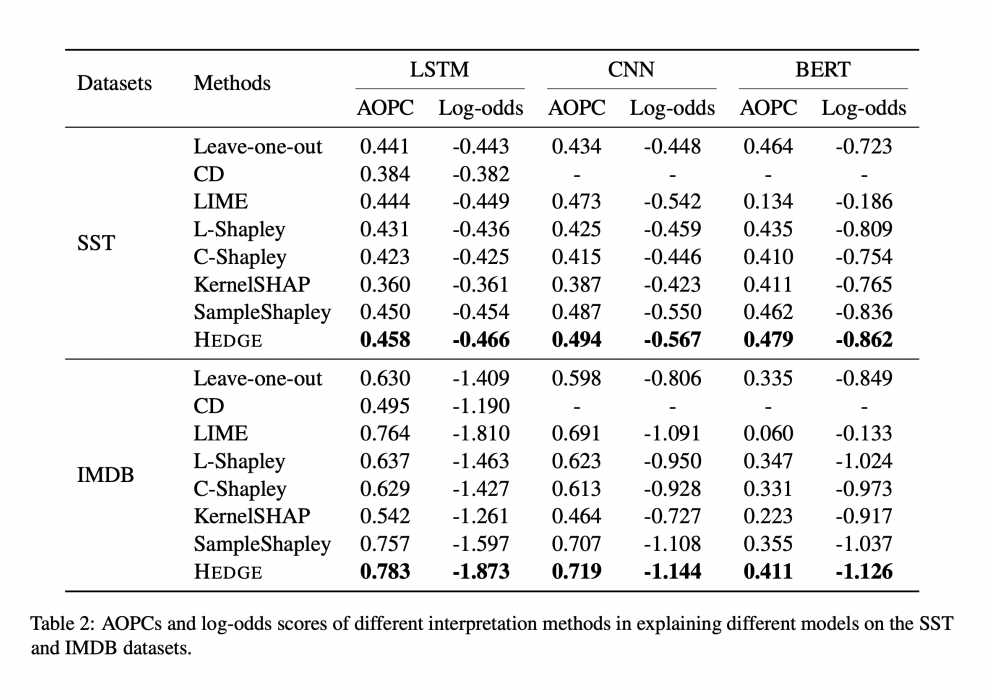 Datasets Methods LSTM CNN BERT
AOPC Log-odds AOPC Log-odds AOPC Log-odds
SST
Leave-one-out 0.441 -0.443 0.434 -0.448 0.464 -0.723
CD 0.384 -0.382 - - - -
LIME 0.444 -0.449 0.473 -0.542 0.134 -0.186
L-Shapley 0.431 -0.436 0.425 -0.459 0.435 -0.809
C-Shapley 0.423 -0.425 0.415 -0.446 0.410 -0.754
KernelSHAP 0.360 -0.361 0.387 -0.423 0.411 -0.765
SampleShapley 0.450 -0.454 0.487 -0.550 0.462 -0.836
HEDGE 0.458 -0.466 0.494 -0.567 0.479 -0.862
IMDB
Leave-one-out 0.630 -1.409 0.598 -0.806 0.335 -0.849
CD 0.495 -1.190 - - - -
LIME 0.764 -1.810 0.691 -1.091 0.060 -0.133
L-Shapley 0.637 -1.463 0.623 -0.950 0.347 -1.024
C-Shapley 0.629 -1.427 0.613 -0.928 0.331 -0.973
KernelSHAP 0.542 -1.261 0.464 -0.727 0.223 -0.917
SampleShapley 0.757 -1.597 0.707 -1.108 0.355 -1.037
HEDGE 0.783 -1.873 0.719 -1.144 0.411 -1.126
Table 2: AOPCs and log-odds scores of different interpretation methods in explaining different models on the SST
and IMDB datasets.